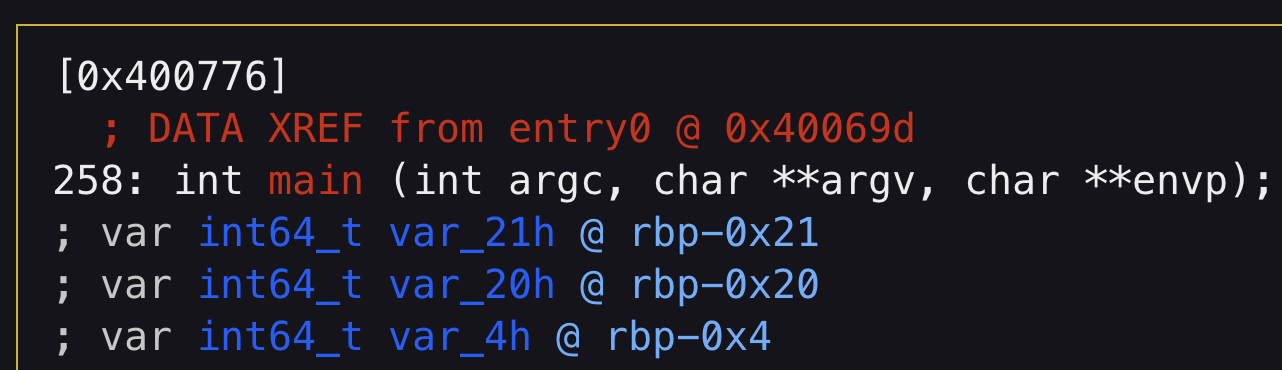 [0x400776]
; DATA XREF from entry0 @ 0x40069d
258: int main (int argc, char **argv, char **envp);
; var int64_t var_21h @ rbp-0x21
; var int64_t var_20h @ rbp-0x20
; var int64_t var_4h @ rbp-0x4